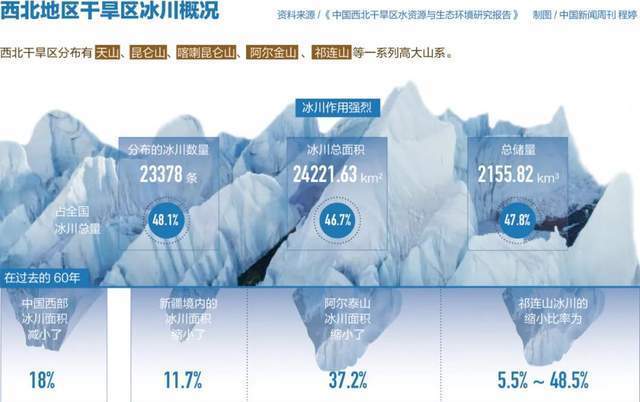 西北地区干旱区冰川概况
资料来源/《中国西北干旱区水资源与生态环境研究报告》 制图/中国新闻周刊 程婷
西北干旱区分布有 天山、昆仑山、喀喇昆仑山、阿尔金山、祁连山 等一系列高大山系。
冰川作用强烈
分布的冰川数量
23378 条
冰川总面积
24221.63 km²
总储量
2155.82 km³
占全国
冰川总量
48.1%
46.7%
47.8%
在过去的 60年
中国西部
冰川面积
减小了
18%
新疆境内的
冰川面积
缩小了
11.7%
阿尔泰山
冰川面积
缩小了
37.2%
祁连山冰川的
缩小比率为
5.5% ~ 48.5%